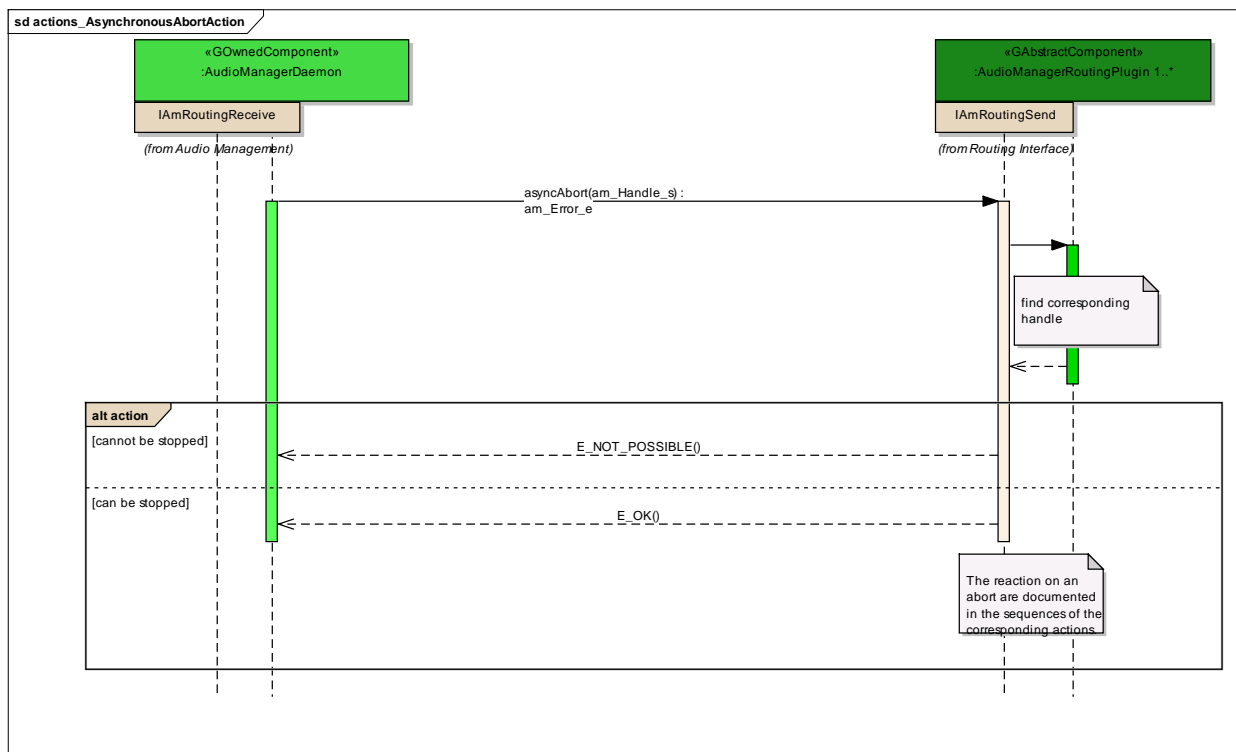 sd actions_AsynchronousAbortAction
«GOwnedComponent»
:AudioManagerDaemon
IAmRoutingReceive
(from Audio Management)
«GAbstractComponent»
:AudioManagerRoutingPlugin 1..*
IAmRoutingSend
(from Routing Interface)
asyncAbort(am_Handle_s) :
am_Error_e
find corresponding
handle
alt action
[cannot be stopped]
E_NOT_POSSIBLE()
[can be stopped]
E_OK()
The reaction on an
abort are documented
in the sequences of the
corresponding actions.